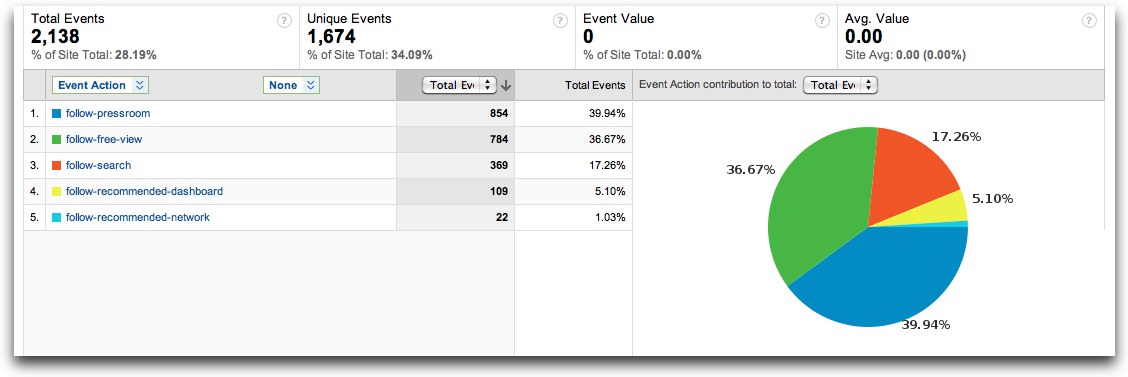 Total Events ?
2,138
% of Site Total: 28.19%
Unique Events ?
1,674
% of Site Total: 34.09%
Event Value ?
0
% of Site Total: 0.00%
Avg. Value ?
0.00
Site Avg: 0.00 (0.00%)
Event Action None Total Ev Total Events Event Action contribution to total: Total Ev
1. follow-pressroom 854 39.94%
2. follow-free-view 784 36.67%
3. follow-search 369 17.26%
4. follow-recommended-dashboard 109 5.10%
5. follow-recommended-network 22 1.03%
17.26%
36.67%
5.10%
39.94%